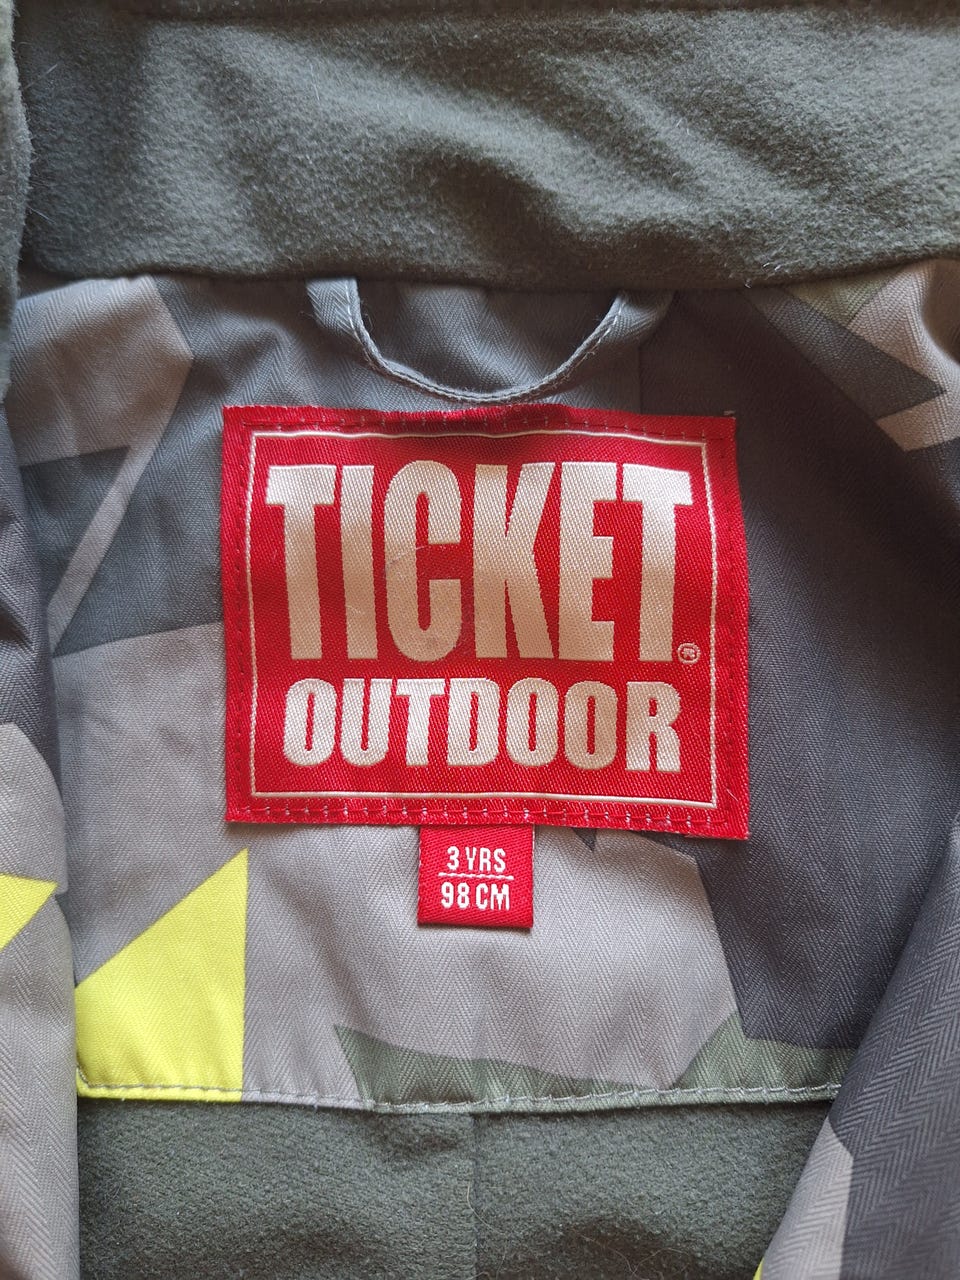 TICKET®
OUTDOOR
3 YRS
98 CM